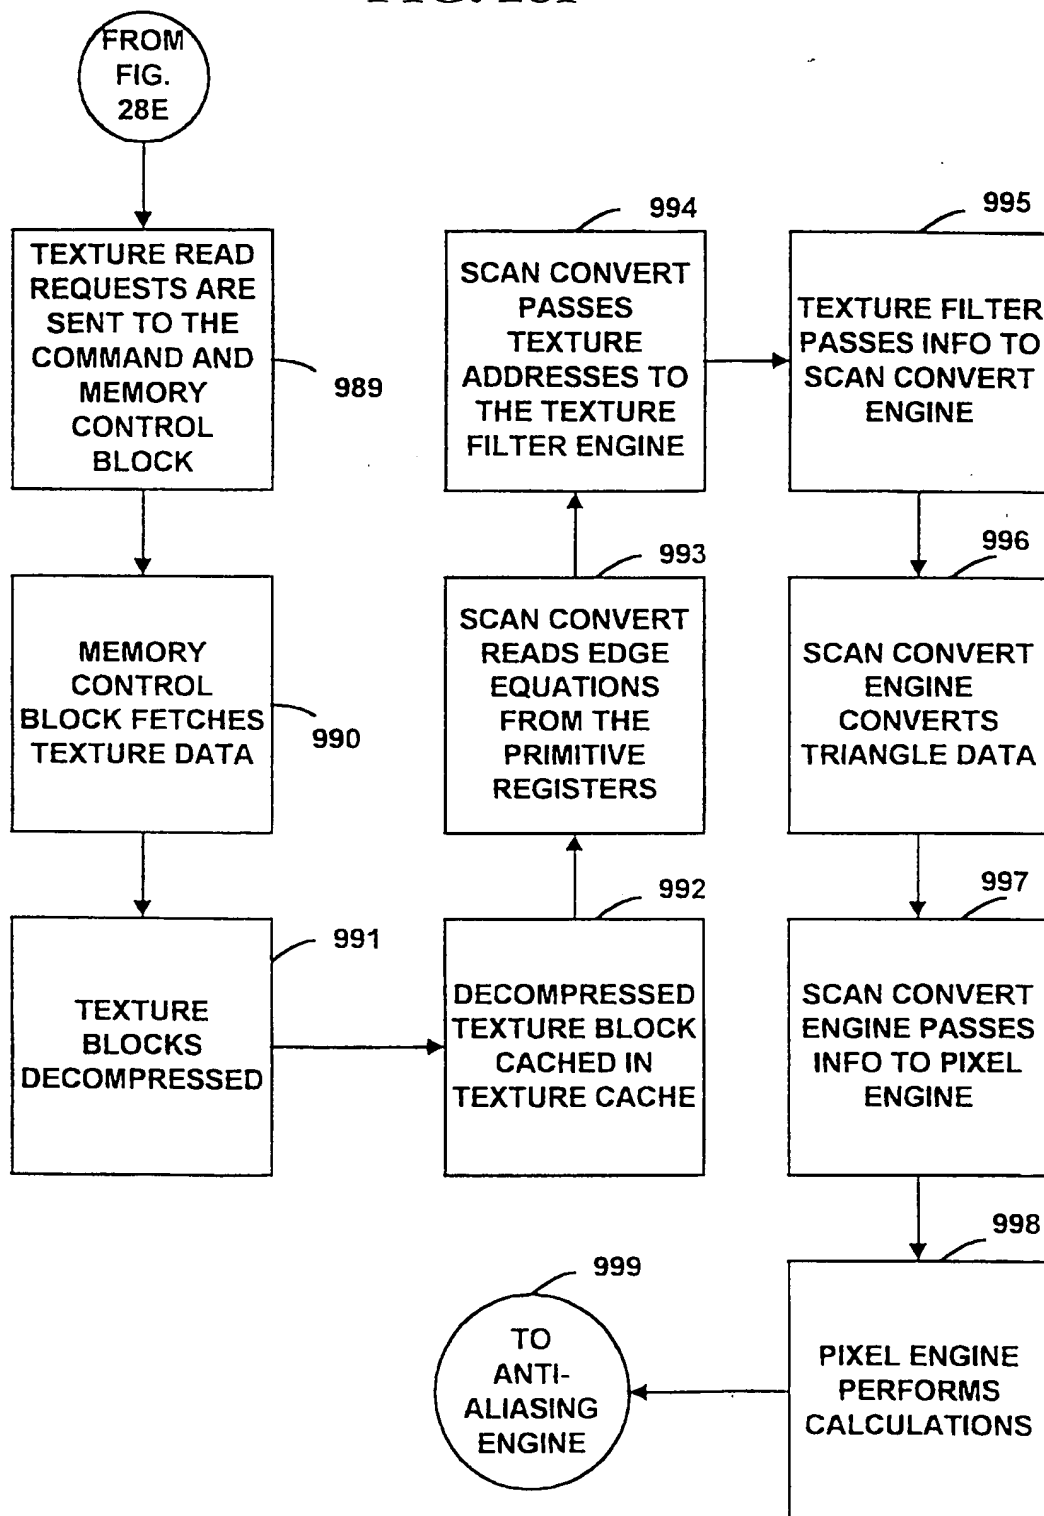 FROM
FIG.
28E
TEXTURE READ
REQUESTS ARE
SENT TO THE
COMMAND AND
MEMORY
CONTROL
BLOCK
989
MEMORY
CONTROL
BLOCK FETCHES
TEXTURE DATA
990
TEXTURE
BLOCKS
DECOMPRESSED
991
992
DECOMPRESSED
TEXTURE BLOCK
CACHED IN
TEXTURE CACHE
993
SCAN CONVERT
READS EDGE
EQUATIONS
FROM THE
PRIMITIVE
REGISTERS
994
SCAN CONVERT
PASSES
TEXTURE
ADDRESSES TO
THE TEXTURE
FILTER ENGINE
995
TEXTURE FILTER
PASSES INFO TO
SCAN CONVERT
ENGINE
996
SCAN CONVERT
ENGINE
CONVERTS
TRIANGLE DATA
997
SCAN CONVERT
ENGINE PASSES
INFO TO PIXEL
ENGINE
998
PIXEL ENGINE
PERFORMS
CALCULATIONS
999
TO
ANTI-
ALIASING
ENGINE